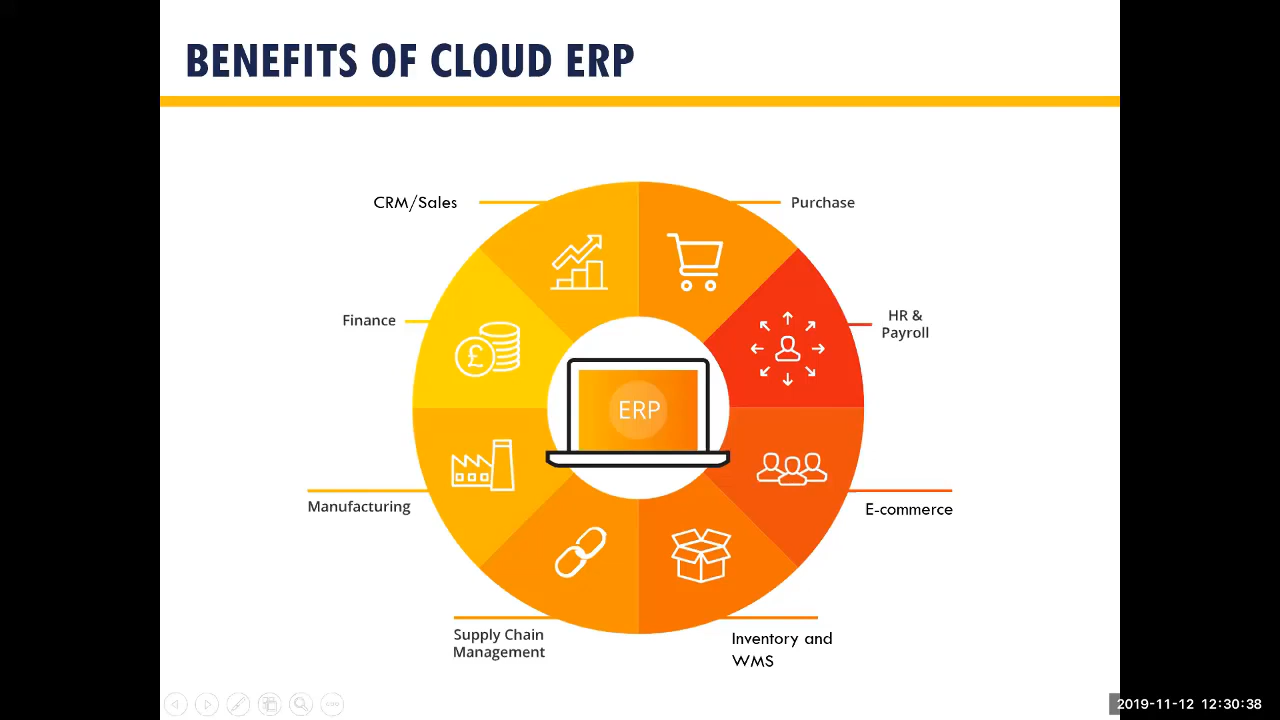 BENEFITS OF CLOUD ERP
CRM/Sales
Purchase
Finance
HR &
Payroll
£
ERP
Manufacturing
E-commerce
Supply Chain
Management
Inventory and
WMS
2019-11-12 12:30:38